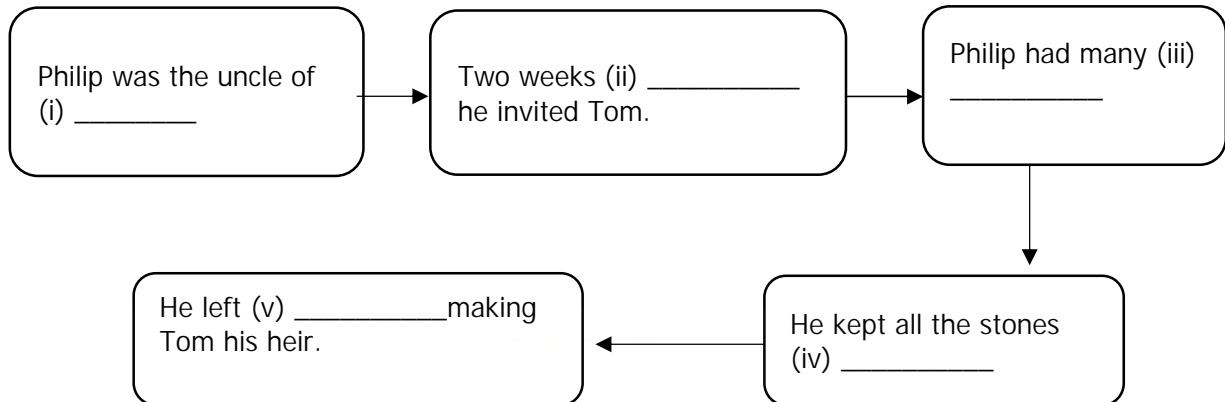 Philip was the uncle of
(i) ________
Two weeks (ii) __________
he invited Tom.
Philip had many (iii)
__________
He kept all the stones
(iv) __________
He left (v) __________making
Tom his heir.